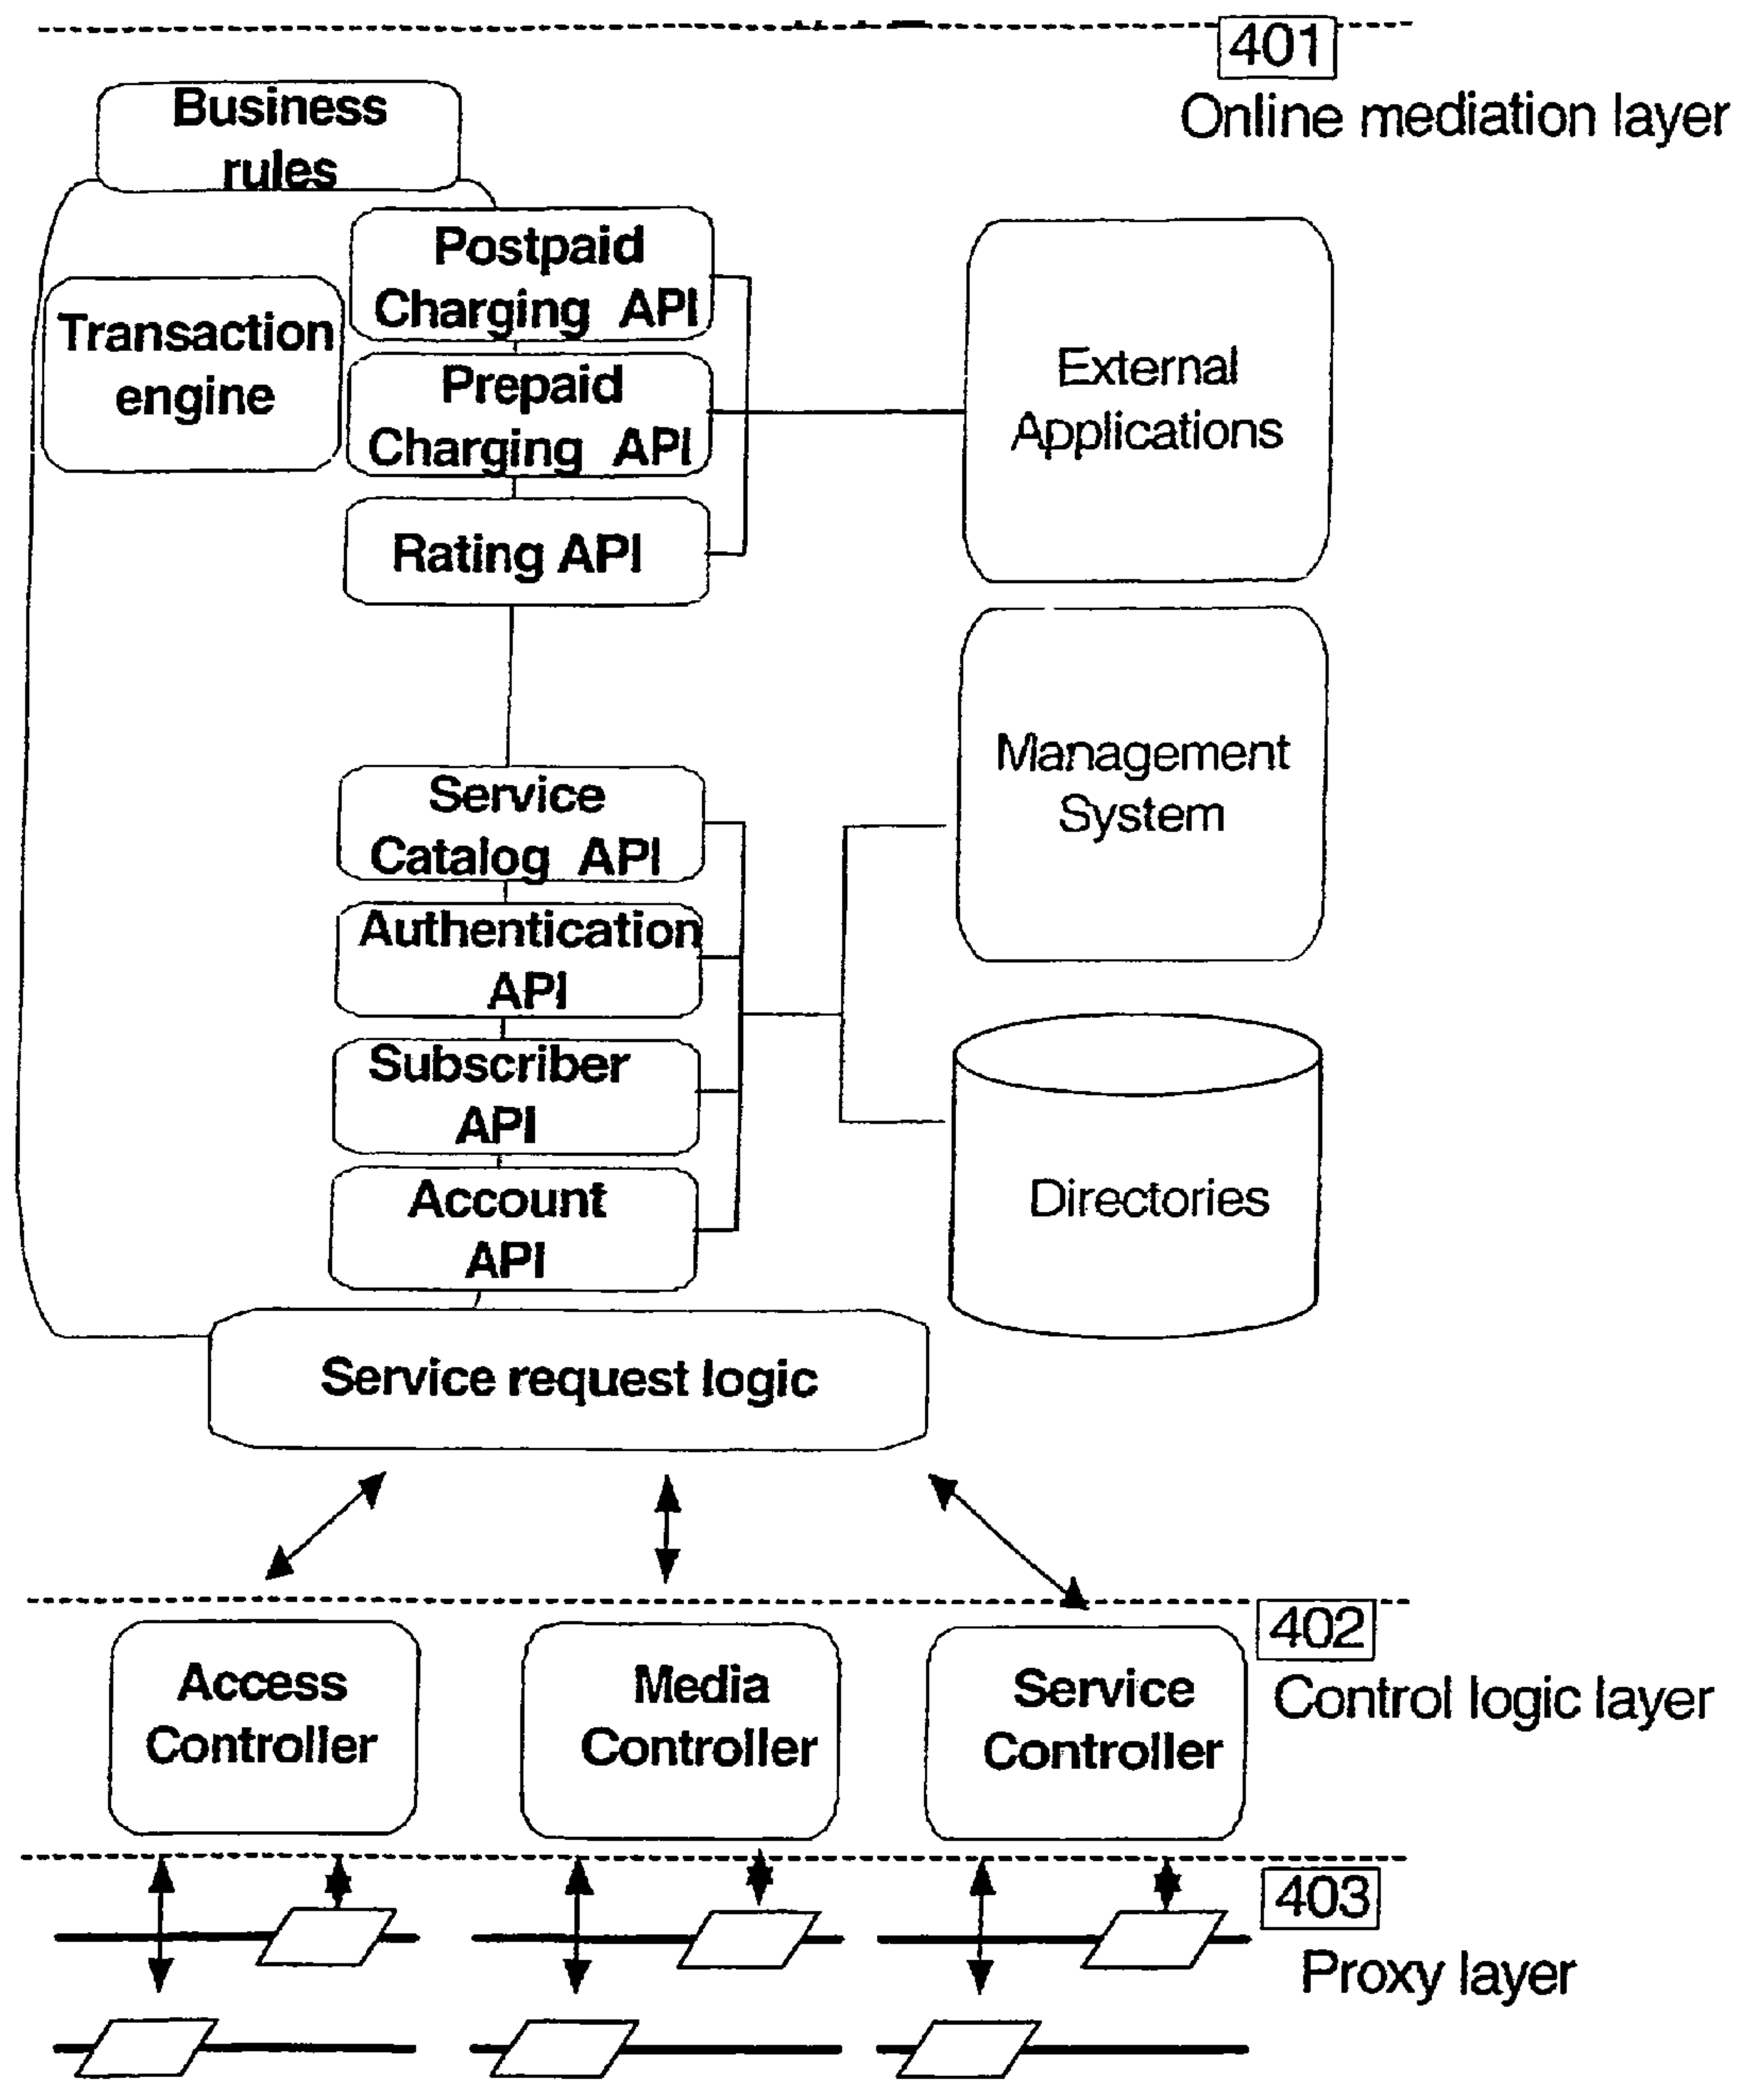 401
Online mediation layer
Business
rules
Postpaid
Charging API
Transaction
engine
Prepaid
Charging API
Rating API
External
Applications
Management
System
Service
Catalog API
Authentication
API
Subscriber
API
Account
API
Directories
Service request logic
402
Control logic layer
Access
Controller
Media
Controller
Service
Controller
403
Proxy layer